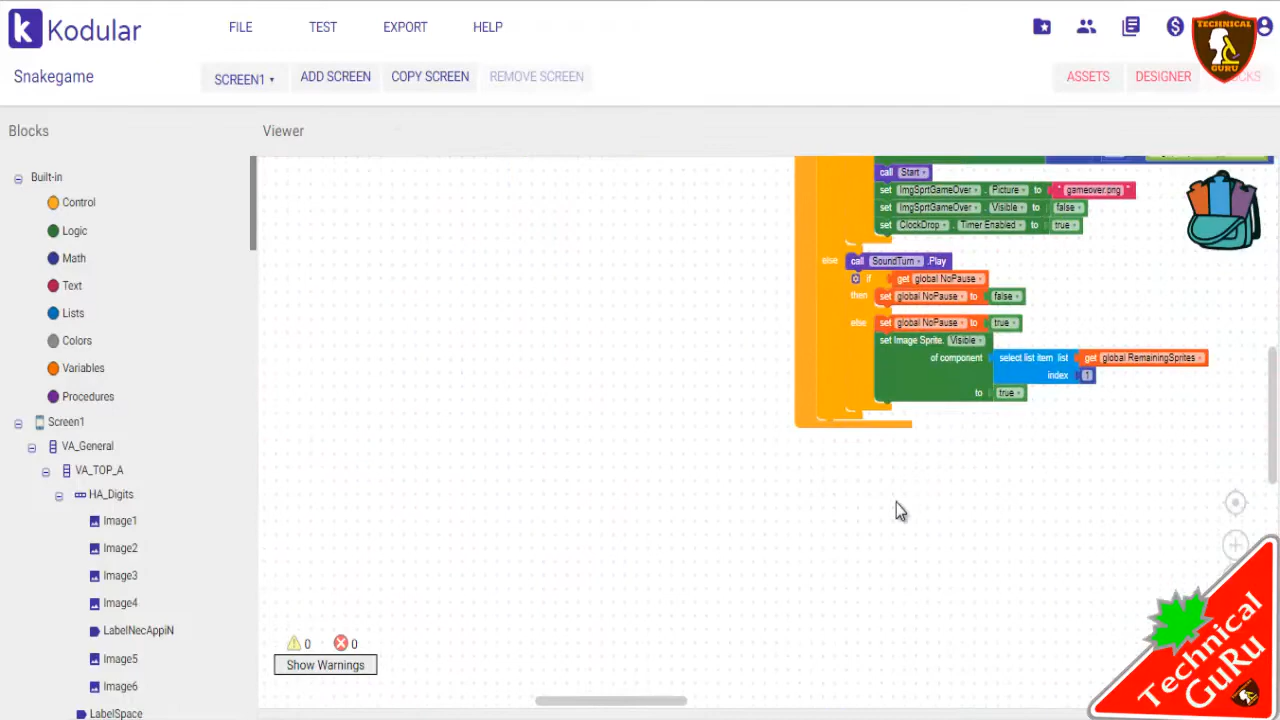 Kodular
FILE
TEST
EXPORT
HELP
TECHNICAL
GURU
Snakegame
SCREEN1
ADD SCREEN
COPY SCREEN
REMOVE SCREEN
ASSETS
DESIGNER
Blocks
Viewer
Built-in
Control
Logic
Math
Text
Lists
Colors
Variables
Procedures
Screen1
VA_General
VA_TOP_A
HA_Digits
Image1
Image2
Image3
Image4
LabelNecAppiN
Image5
Image6
LabelSpace
call Start
set ImgSprtGameOver . Picture to " gameover.png "
set ImgSprtGameOver . Visible to false
set ClockDrop . Timer Enabled to true
else call SoundTurn .Play
if get global NoPause
then set global NoPause to false
else set global NoPause to true
set Image Sprite. Visible
of component select list item list get global RemainingSprites
index 1
to true
0 0
Show Warnings
Technical
GuRu